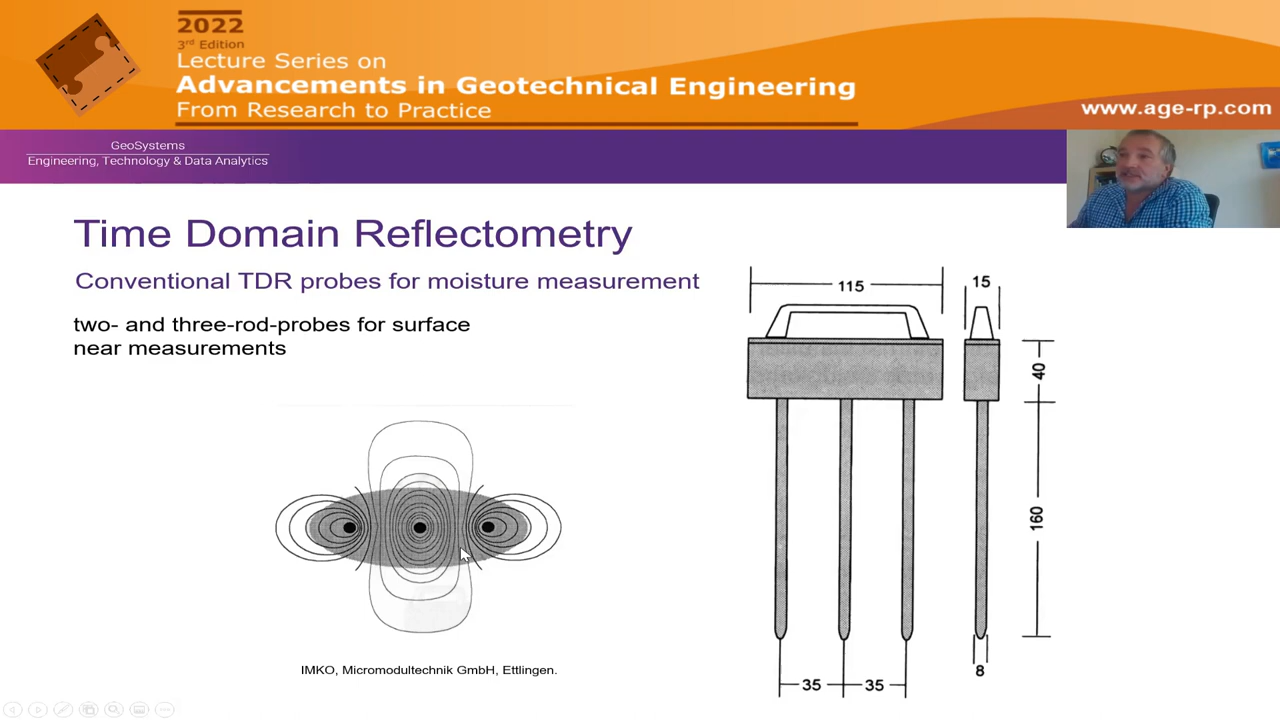 2022
3rd Edition
Lecture Series on
Advancements in Geotechnical Engineering
From Research to Practice
www.age-rp.com
GeoSystems
Engineering, Technology & Data Analytics
Time Domain Reflectometry
Conventional TDR probes for moisture measurement
two- and three-rod-probes for surface
near measurements
115
15
40
160
8
35
35
IMKO, Micromodultechnik GmbH, Ettlingen.